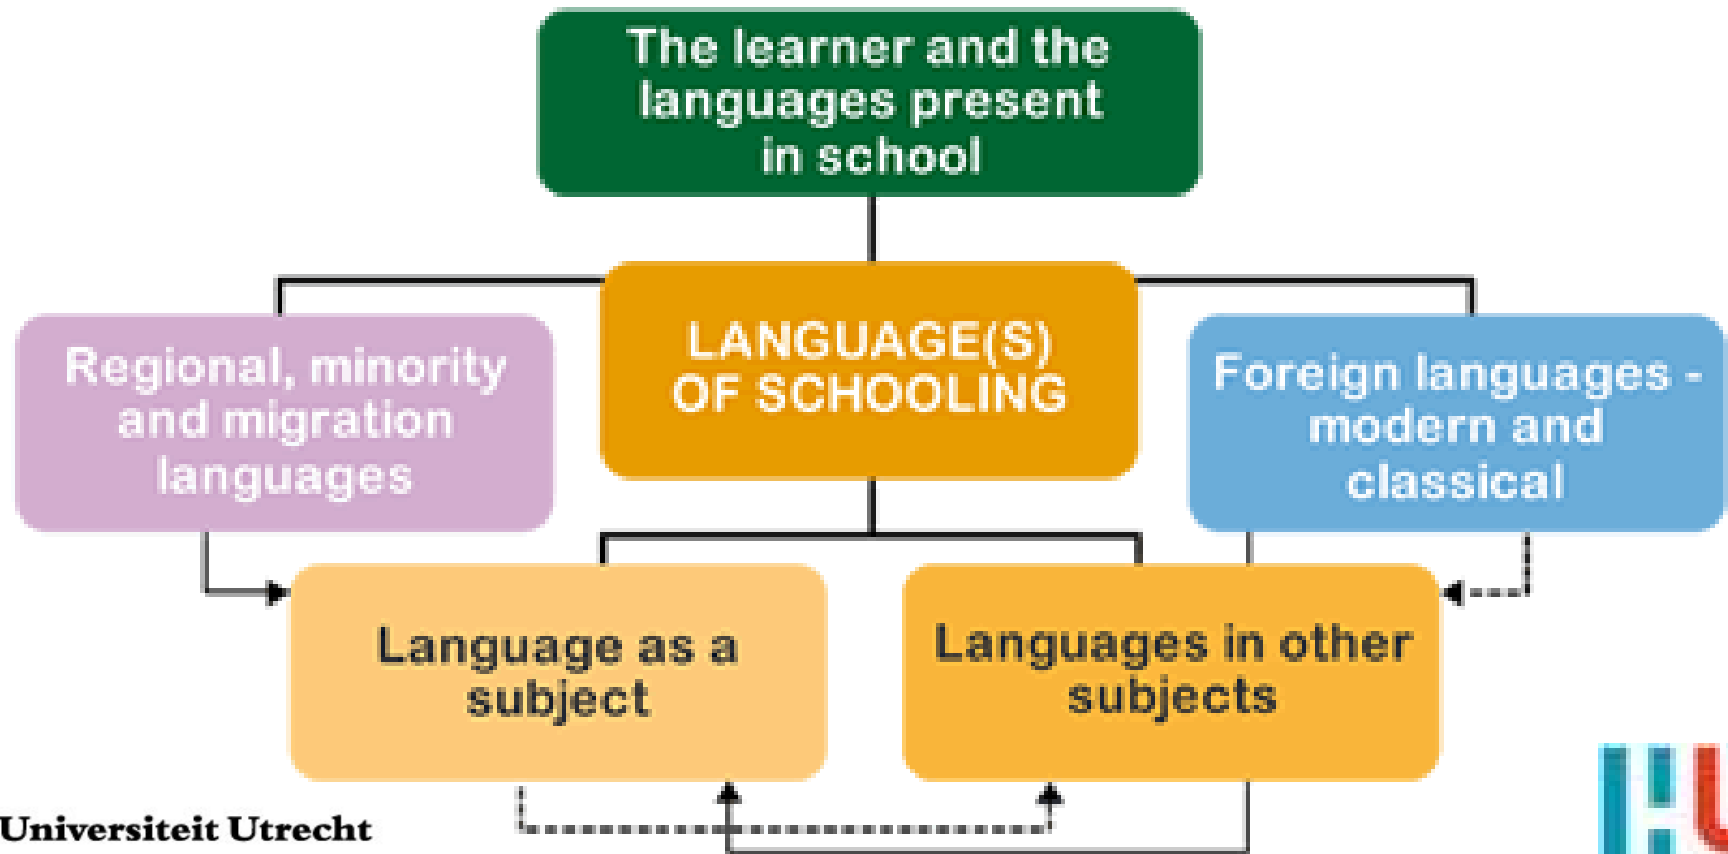 The learner and the
languages present
in school
LANGUAGE(S)
OF SCHOOLING
Regional, minority
and migration
languages
Foreign languages -
modern and
classical
Language as a
subject
Languages in other
subjects
Universiteit Utrecht